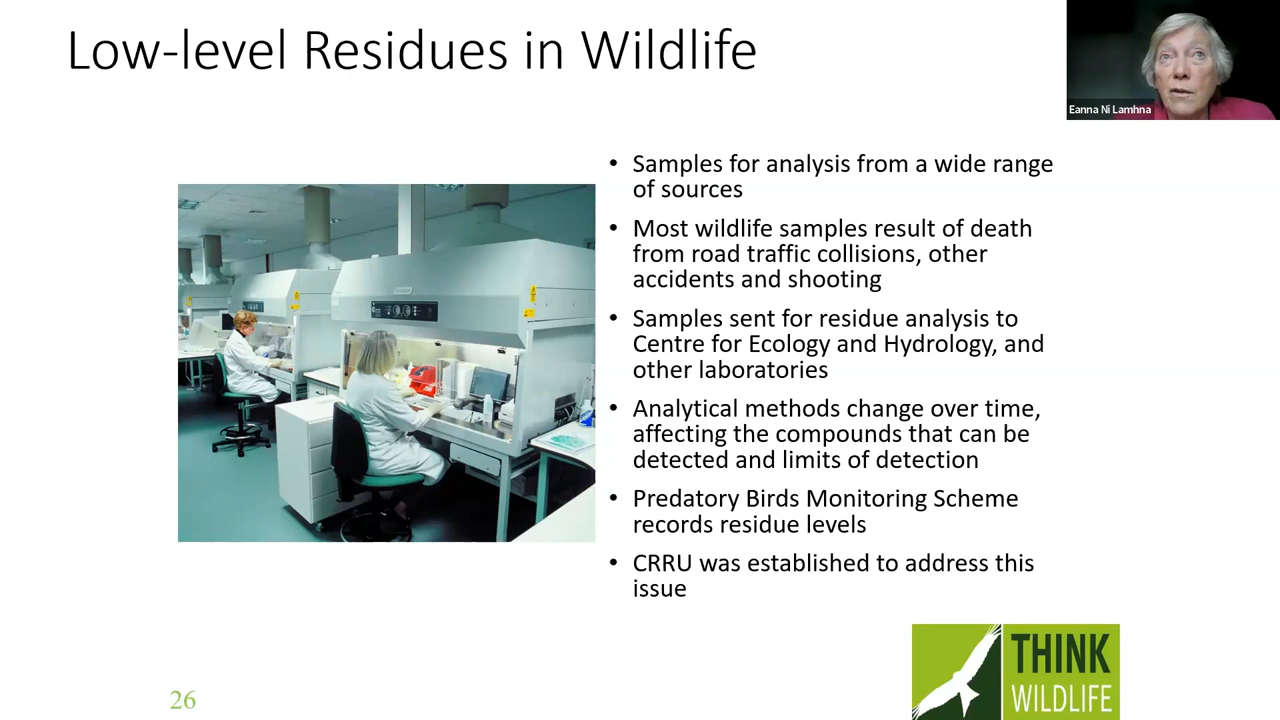 Low-level Residues in Wildlife
Eanna Ni Lamhna
• Samples for analysis from a wide range
of sources
• Most wildlife samples result of death
from road traffic collisions, other
accidents and shooting
• Samples sent for residue analysis to
Centre for Ecology and Hydrology, and
other laboratories
• Analytical methods change over time,
affecting the compounds that can be
detected and limits of detection
• Predatory Birds Monitoring Scheme
records residue levels
• CRRU was established to address this
issue
THINK
WILDLIFE
26